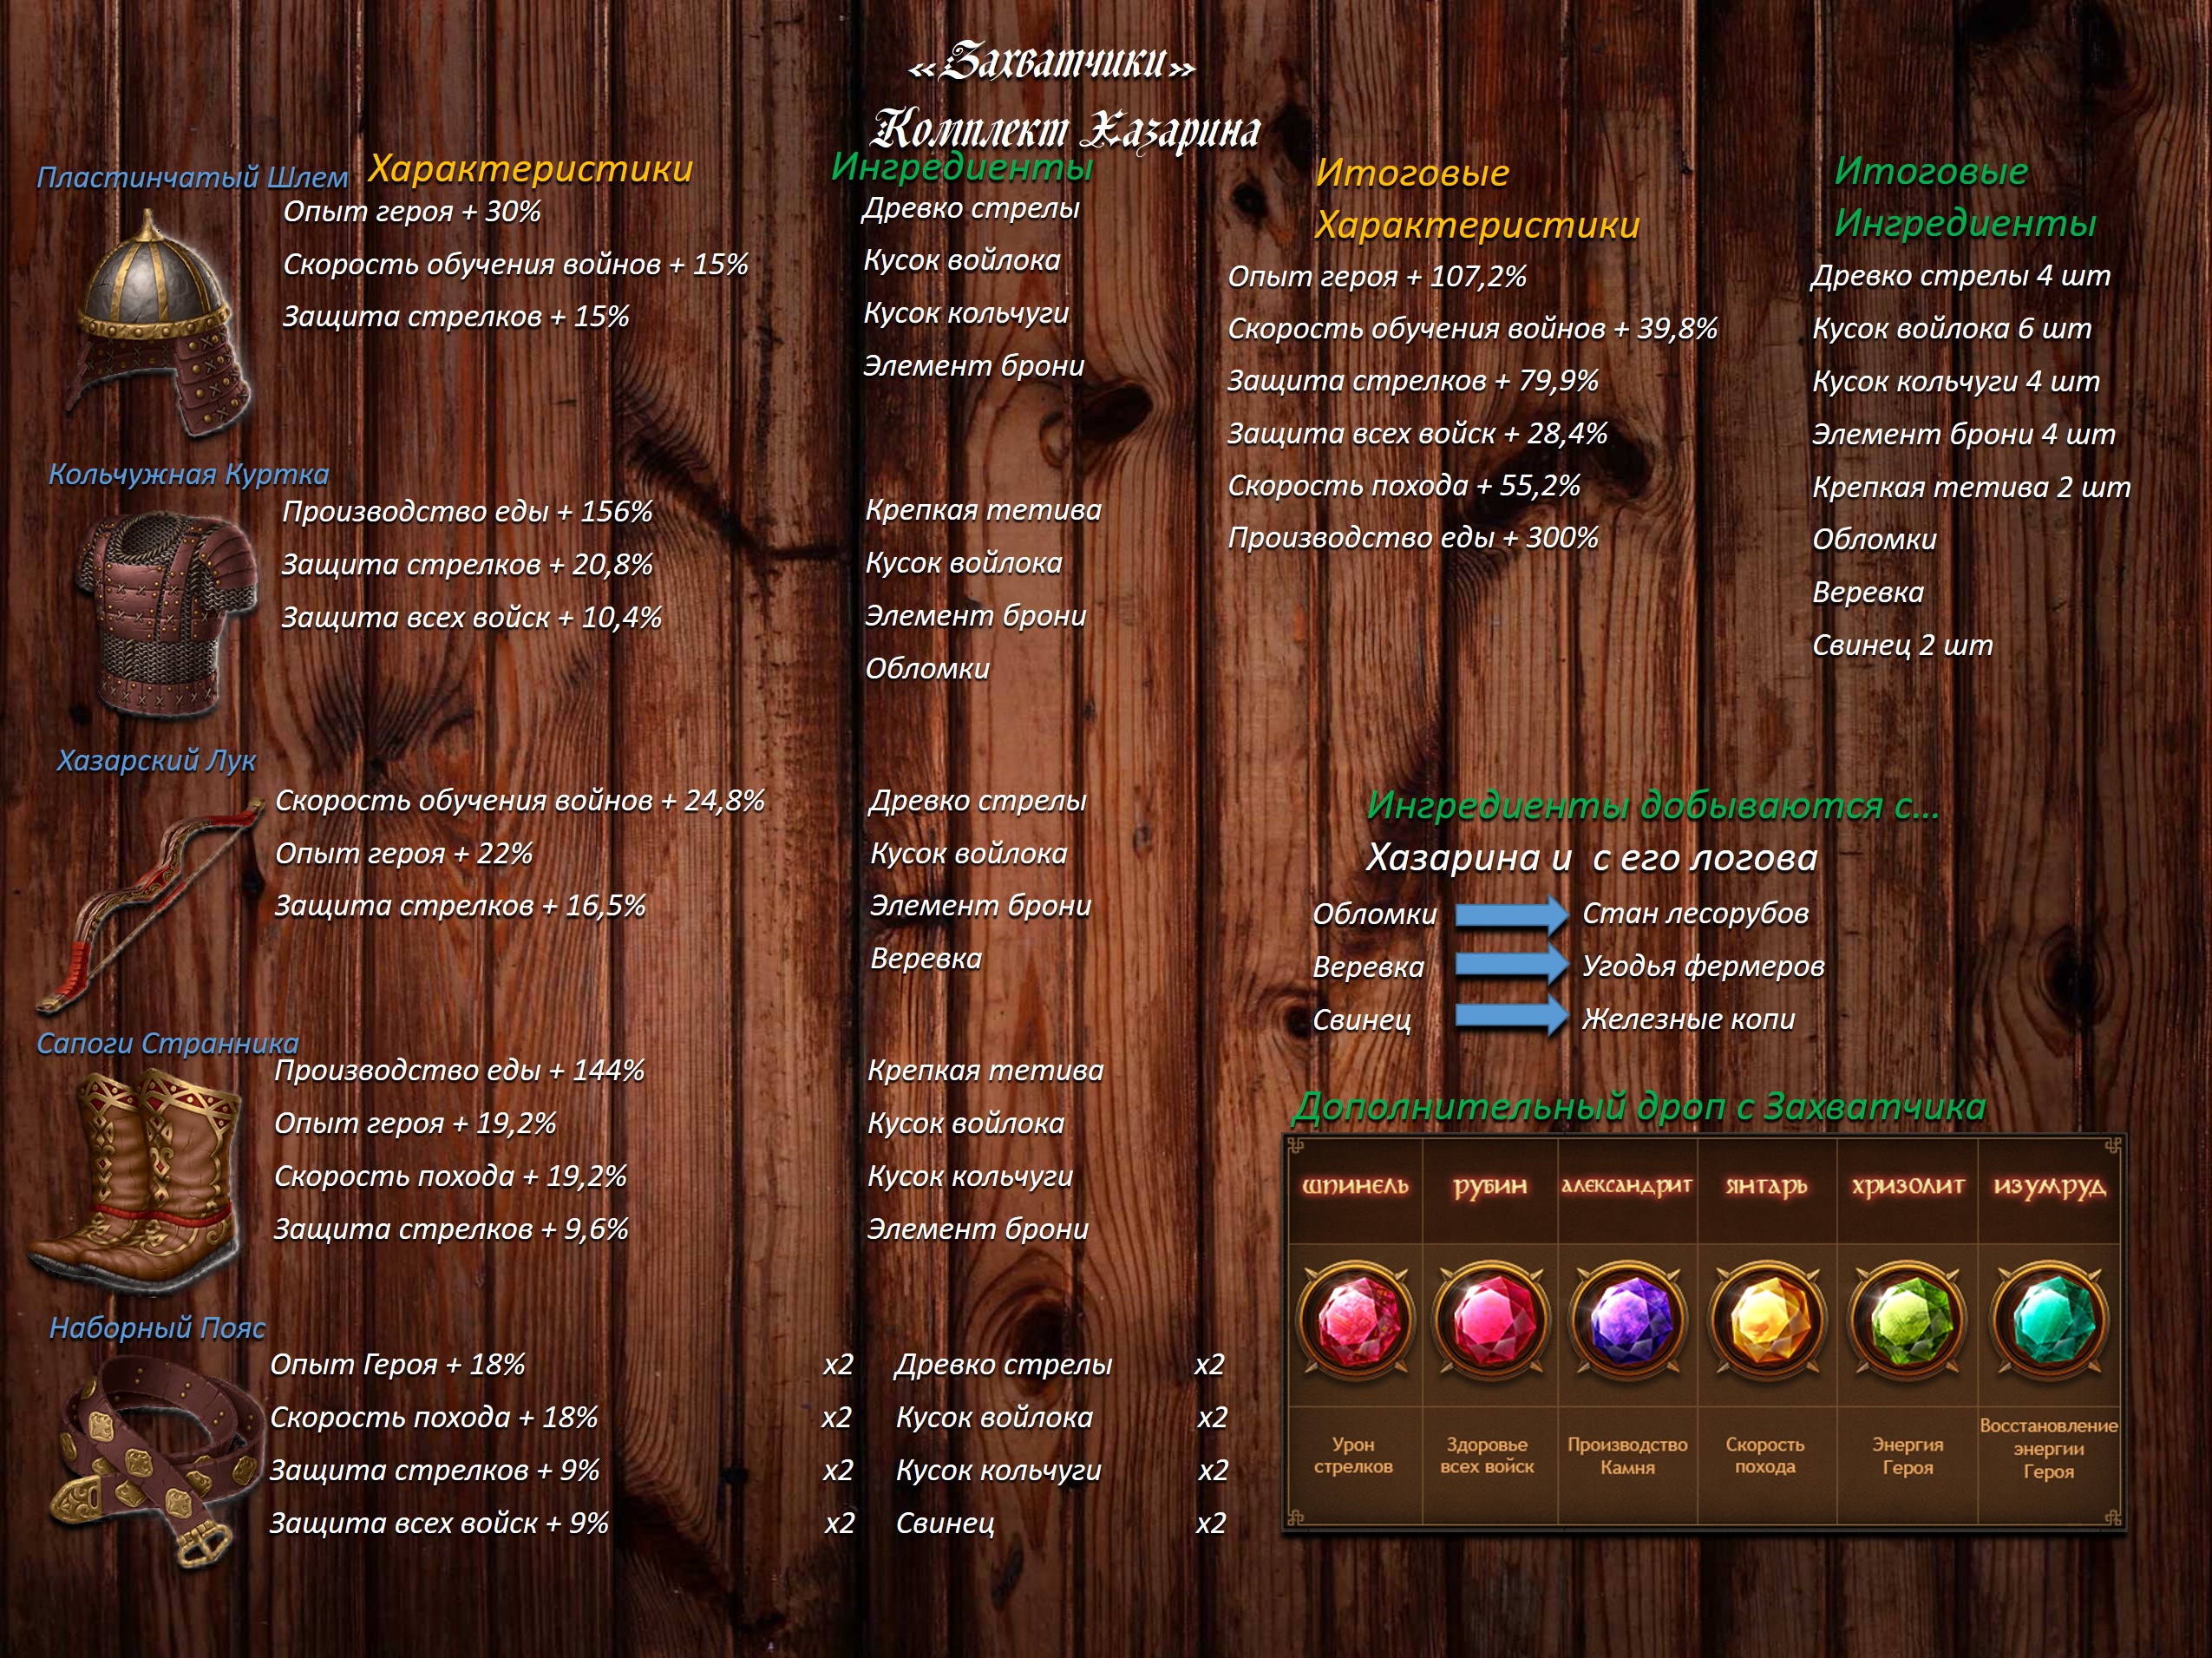 «Захватчики»
Комплект Хазарина
Пластинчатый Шлем
Характеристики
Ингредиенты
Опыт героя + 30%
Скорость обучения войнов + 15%
Защита стрелков + 15%
Древко стрелы
Кусок войлока
Кусок кольчуги
Элемент брони
Кольчужная Куртка
Производство еды + 156%
Защита стрелков + 20,8%
Защита всех войск + 10,4%
Крепкая тетива
Кусок войлока
Элемент брони
Обломки
Хазарский Лук
Скорость обучения войнов + 24,8%
Опыт героя + 22%
Защита стрелков + 16,5%
Древко стрелы
Кусок войлока
Элемент брони
Веревка
Сапоги Странника
Производство еды + 144%
Опыт героя + 19,2%
Скорость похода + 19,2%
Защита стрелков + 9,6%
Крепкая тетива
Кусок войлока
Кусок кольчуги
Элемент брони
Наборный Пояс
Опыт Героя + 18% x2
Скорость похода + 18% x2
Защита стрелков + 9% x2
Защита всех войск + 9% x2
Древко стрелы x2
Кусок войлока x2
Кусок кольчуги x2
Свинец x2
Итоговые
Характеристики
Опыт героя + 107,2%
Скорость обучения войнов + 39,8%
Защита стрелков + 79,9%
Защита всех войск + 28,4%
Скорость похода + 55,2%
Производство еды + 300%
Итоговые
Ингредиенты
Древко стрелы 4 шт
Кусок войлока 6 шт
Кусок кольчуги 4 шт
Элемент брони 4 шт
Крепкая тетива 2 шт
Обломки
Веревка
Свинец 2 шт
Ингредиенты добываются с...
Хазарина и с его логова
Обломки Стан лесорубов
Веревка Угодья фермеров
Свинец Железные копи
Дополнительный дроп с Захватчика
ШПИНЕЛЬ РУБИН АЛЕКСАНДРИТ ЯНТАРЬ ХРИЗОЛИТ ИЗУМРУД
Урон
стрелков
Здоровье
всех войск
Производство
Камня
Скорость
похода
Энергия
Героя
Восстановление
энергии
Героя